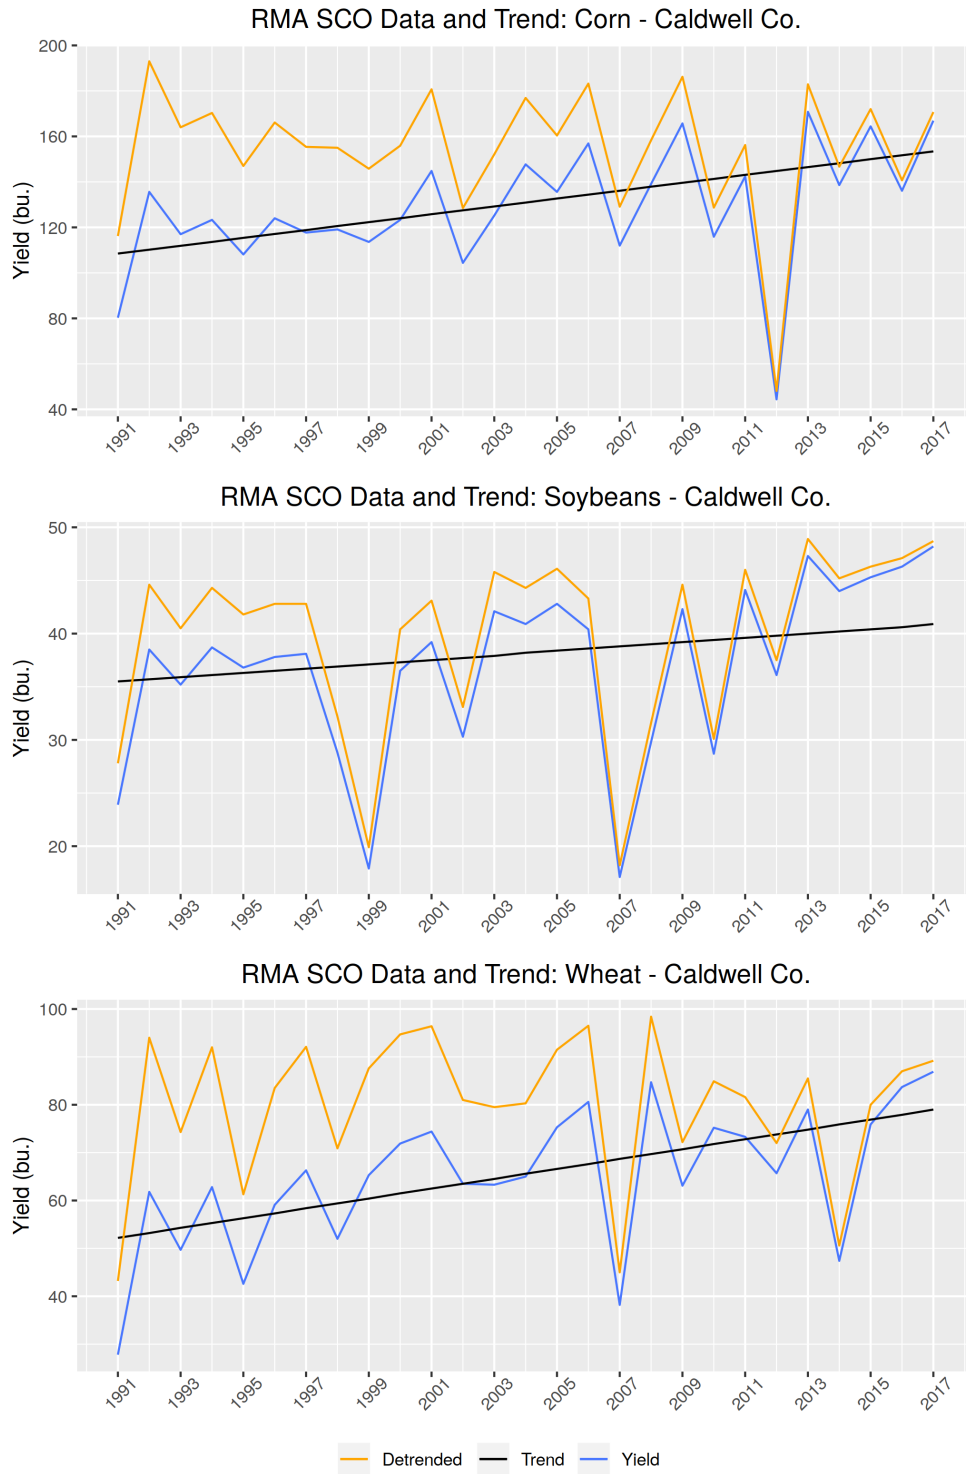 RMA SCO Data and Trend: Corn - Caldwell Co.
Yield (bu.)
200
160
120
80
40
1991 1993 1995 1997 1999 2001 2003 2005 2007 2009 2011 2013 2015 2017
RMA SCO Data and Trend: Soybeans - Caldwell Co.
Yield (bu.)
50
40
30
20
1991 1993 1995 1997 1999 2001 2003 2005 2007 2009 2011 2013 2015 2017
RMA SCO Data and Trend: Wheat - Caldwell Co.
Yield (bu.)
100
80
60
40
1991 1993 1995 1997 1999 2001 2003 2005 2007 2009 2011 2013 2015 2017
Detrended Trend Yield